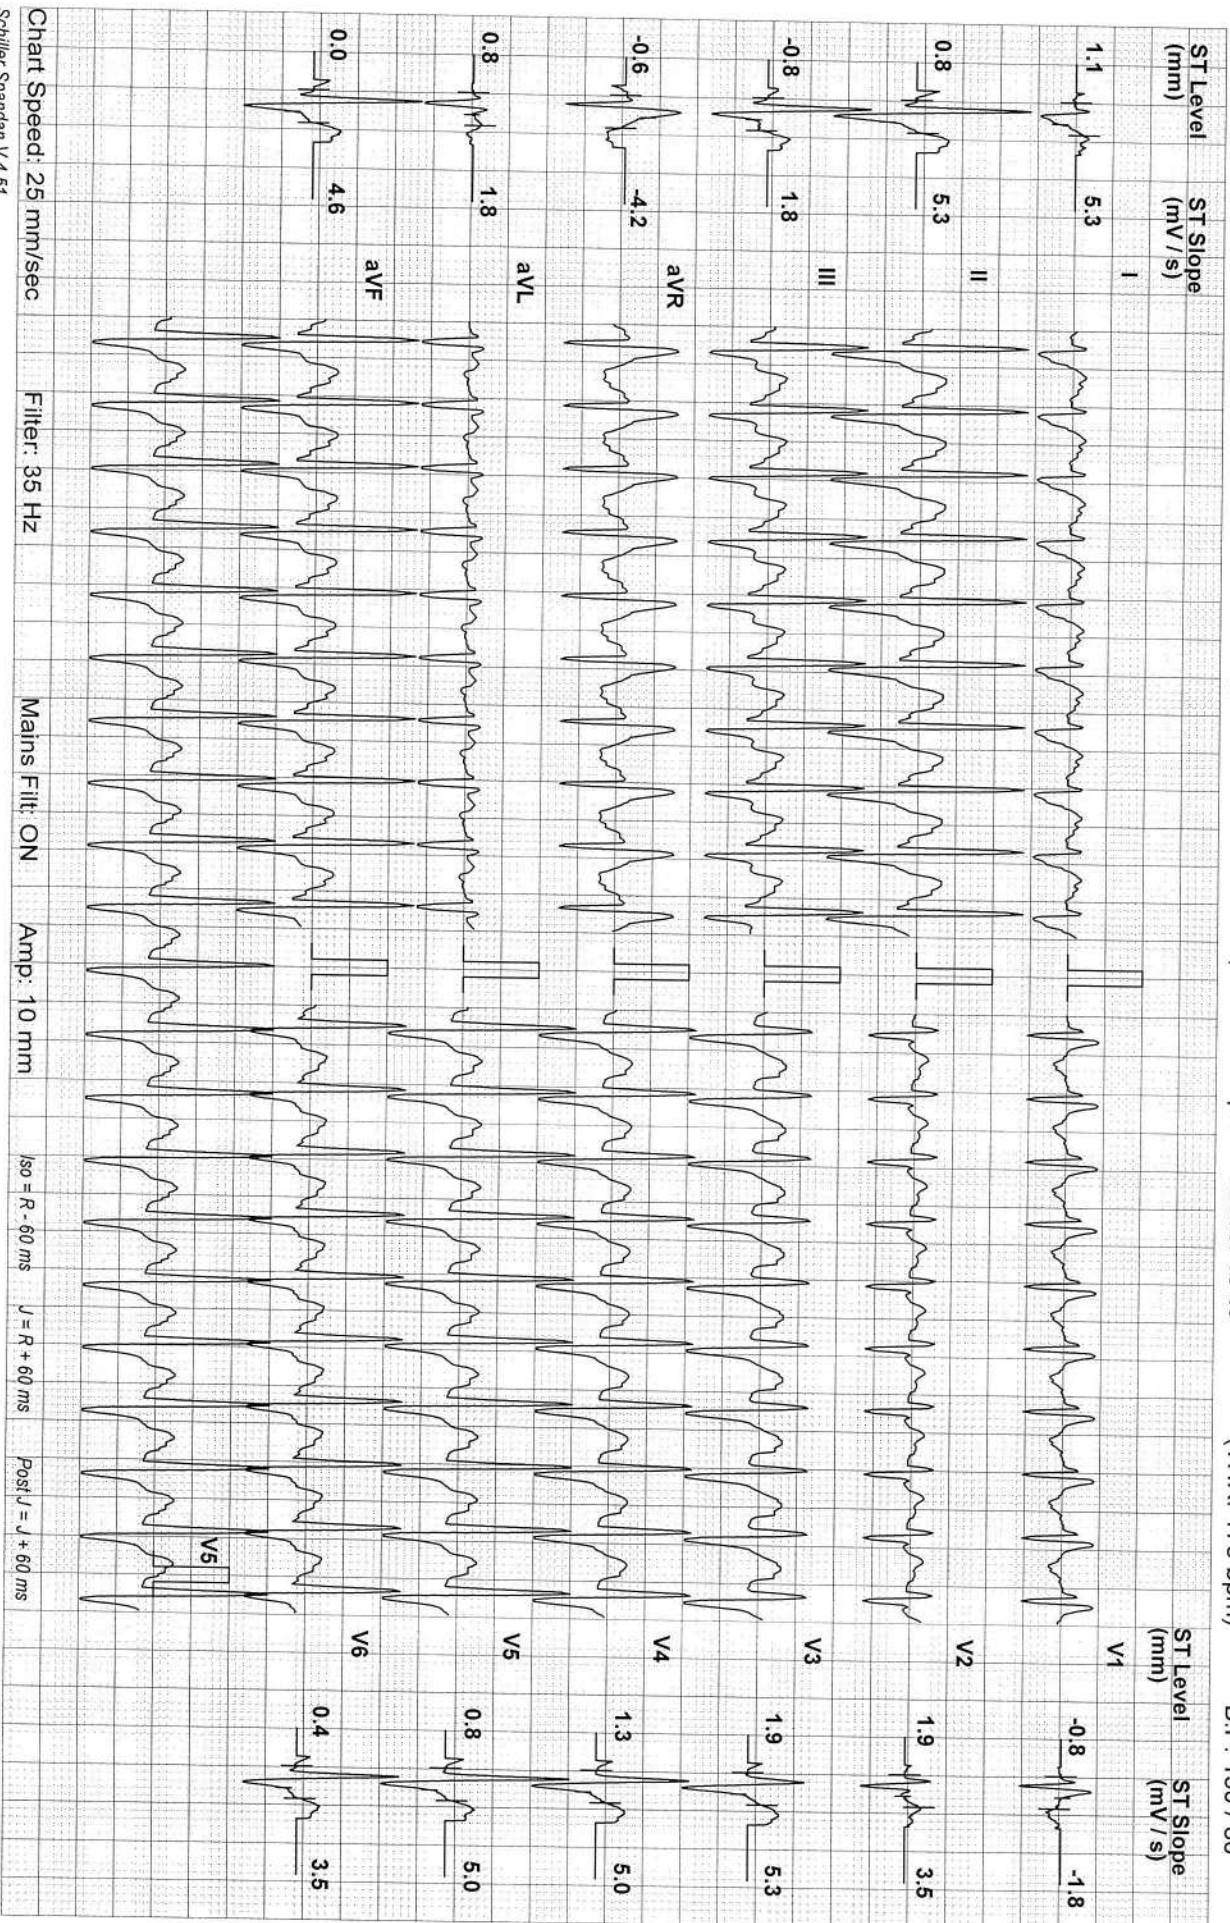 ST Level ST Slope
(mm) (mV / s)
I
1.1 5.3
II
0.8 5.3
III
-0.8 1.8
aVR
-0.6 -4.2
aVL
0.8 1.8
aVF
0.0 4.6
ST Level ST Slope
(mm) (mV / s)
V1
-0.8 -1.8
V2
1.9 3.5
V3
1.9 5.3
V4
1.3 5.0
V5
0.8 5.0
V6
0.4 3.5
V5
Chart Speed: 25 mm/sec Filter: 35 Hz Mains Filt: ON Amp: 10 mm Iso = R - 60 ms J = R + 60 ms Post J = J + 60 ms
Schiller Spandan V 4.51